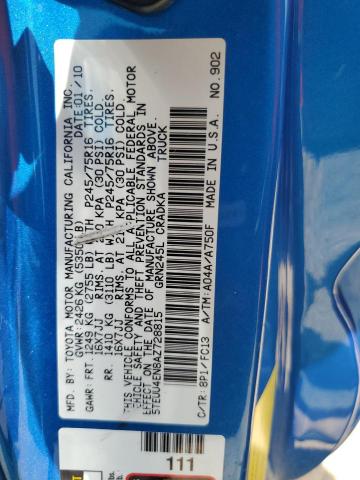 MFD BY:
TOYOTA MOTOR MANUFACTURING CALIFORNIA INC.
GVWR: 2426 KG (5350 LB) DATE: 01/10
GAWR: FRT. 1249 KG (2755 LB) WITH P245/75R16 TIRES.
16X7JJ RIMS. AT 210 KPA (30 PSI) COLD.
RR. 1410 KG (3110 LB) WITH P245/75R16 TIRES.
16X7JJ RIMS. AT 210 KPA (30 PSI) COLD.
THIS VEHICLE CONFORMS TO ALL APPLICABLE FEDERAL MOTOR
VEHICLE SAFETY AND THEFT PREVENTION STANDARDS IN
EFFECT ON THE DATE OF MANUFACTURE SHOWN ABOVE.
5TEUU4EN8AZ728815 TRUCK
GRN245L CRADKA
C/TR: 8P1/FC13 A/TM: A04A/A750F
MADE IN U.S.A. NO. 902
111